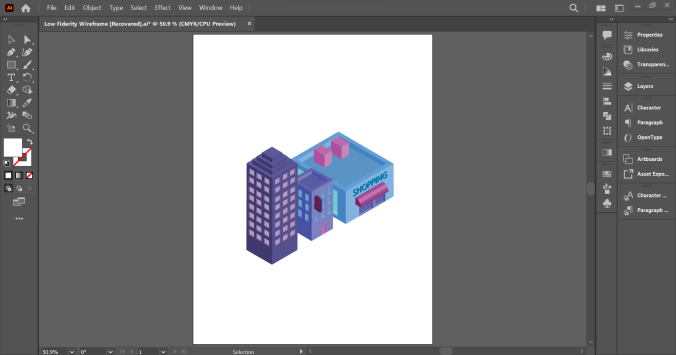 Ai
File Edit Object Type Select Effect View Window Help
Low Fiderity Wireframe [Recovered].ai* @ 50.9 % (CMYK/CPU Preview)
Properties
Libraries
Transparen...
Layers
Character
Paragraph
OpenType
Artboards
Asset Expo...
Character ...
Paragraph ...
SHOPPING
50.9% 0° 1 Selection